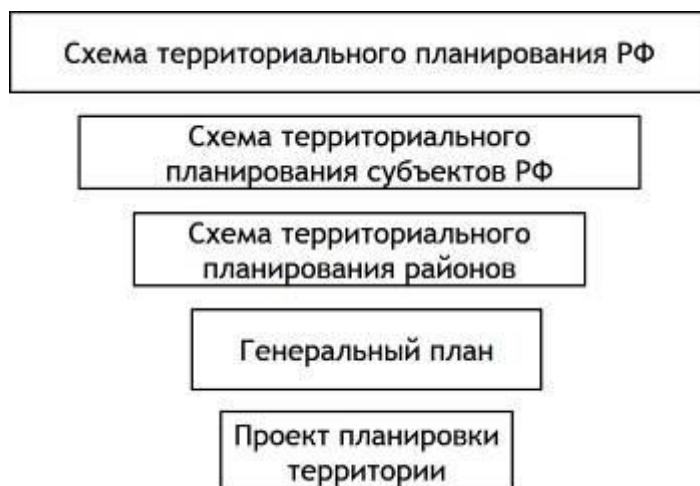 Схема территориального планирования РФ
Схема территориального
планирования субъектов РФ
Схема территориального
планирования районов
Генеральный план
Проект планировки
территории